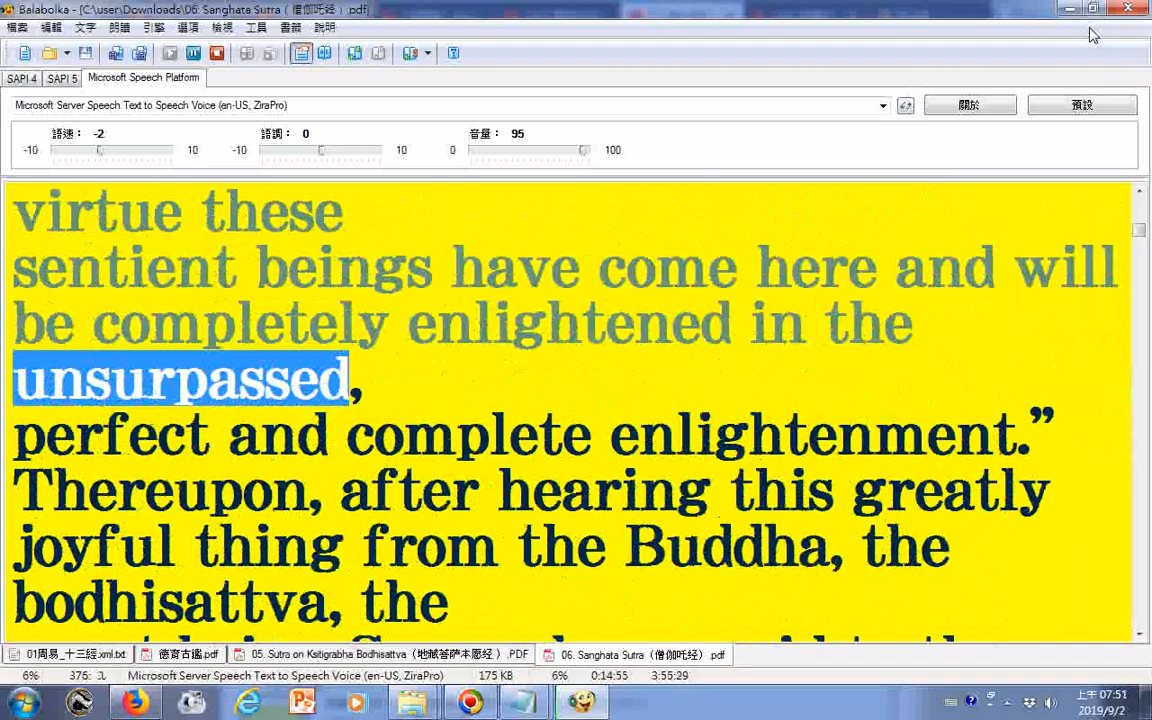 Balabolka - [C:\user\Downloads\06. Sanghata Sutra（僧伽吒经）.pdf]
檔案 編輯 文字 朗讀 引擎 選項 檢視 工具 書籤 說明
SAPI 4 SAPI 5 Microsoft Speech Platform
Microsoft Server Speech Text to Speech Voice (en-US, ZiraPro) 關於 預設
語速： -2 語調： 0 音量： 95
-10 10 -10 10 0 100
virtue these
sentient beings have come here and will
be completely enlightened in the
unsurpassed,
perfect and complete enlightenment.”
Thereupon, after hearing this greatly
joyful thing from the Buddha, the
bodhisattva, the
01周易_十三經.xml.txt 德育古鑑.pdf 05. Sutra on Ksitigrabha Bodhisattva（地藏菩萨本愿经）.PDF 06. Sanghata Sutra（僧伽吒经）.pdf
6% 376: Microsoft Server Speech Text to Speech Voice (en-US, ZiraPro) 175 KB 6% 0:14:55 3:55:29
上午 07:51
2019/9/2